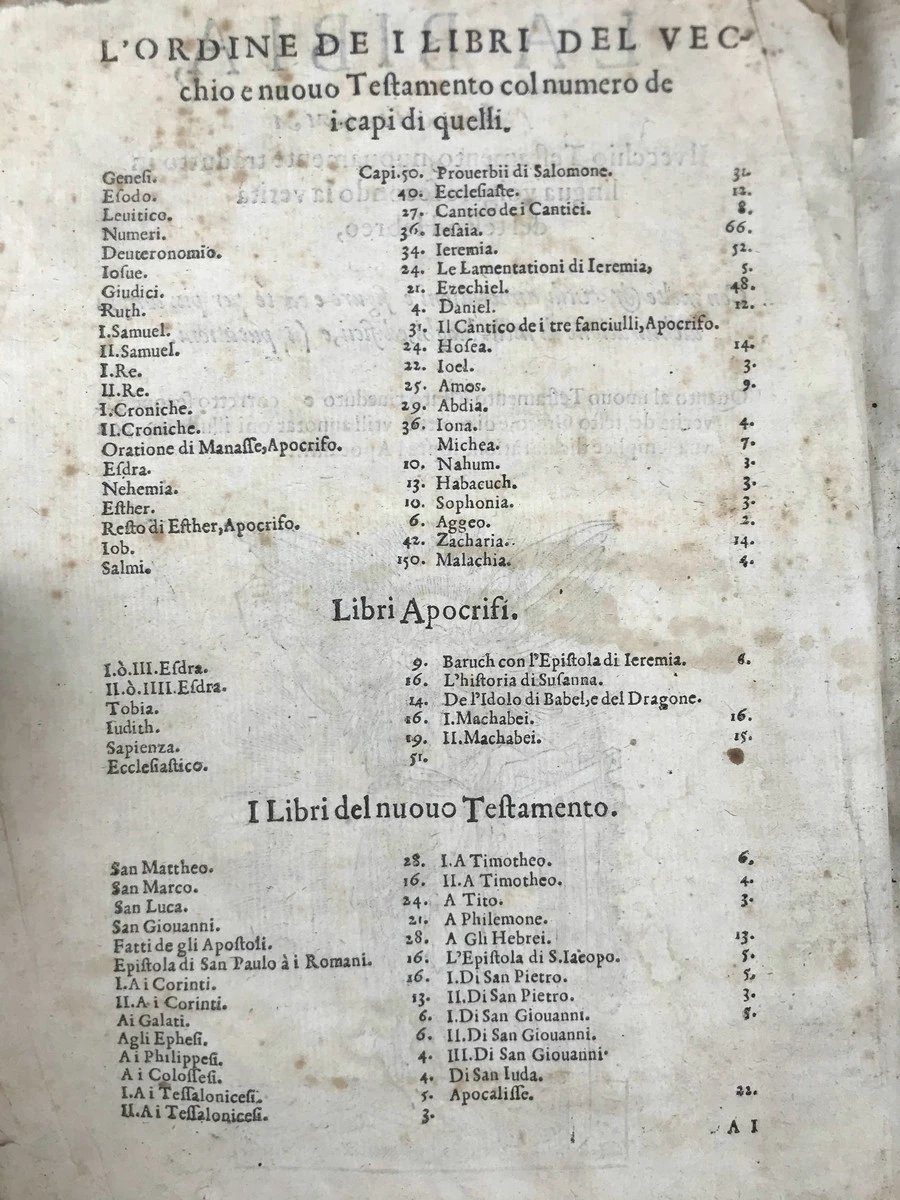 L'ORDINE DE I LIBRI DEL VEC-
chio e nuouo Teſtamento col numero de
i capi di quelli.
Geneſi. Capi.50.
Eſodo. 40.
Leuitico. 27.
Numeri. 36.
Deuteronomio. 34.
Ioſue. 24.
Giudici. 21.
Ruth. 4.
I.Samuel. 31.
II.Samuel. 24.
I.Re. 22.
II.Re. 25.
I.Croniche. 29.
II.Croniche. 36.
Oratione di Manaſſe,Apocrifo.
Eſdra. 10.
Nehemia. 13.
Eſther. 10.
Reſto di Eſther,Apocrifo. 6.
Iob. 42.
Salmi. 150.
Prouerbii di Salomone. 31.
Eccleſiaſte. 12.
Cantico de i Cantici. 8.
Ieſaia. 66.
Ieremia. 52.
Le Lamentationi di Ieremia, 5.
Ezechiel. 48.
Daniel. 12.
Il Cãntico de i tre fanciulli,Apocrifo.
Hoſea. 14.
Ioel. 3.
Amos. 9.
Abdia.
Iona. 4.
Michea. 7.
Nahum. 3.
Habacuch. 3.
Sophonia. 3.
Aggeo. 2.
Zacharia. 14.
Malachia. 4.
Libri Apocrifi.
I.ò.III.Eſdra. 9.
II.ò.IIII.Eſdra. 16.
Tobia. 14.
Iudith. 16.
Sapienza. 19.
Eccleſiaſtico. 51.
Baruch con l'Epiſtola di Ieremia. 6.
L'hiſtoria di Suſanna.
De l'Idolo di Babel,e del Dragone.
I.Machabei. 16.
II.Machabei. 15.
I Libri del nuouo Teſtamento.
San Mattheo. 28.
San Marco. 16.
San Luca. 24.
San Giouanni. 21.
Fatti de gli Apoſtoli. 28.
Epiſtola di San Paulo à i Romani. 16.
I.A i Corinti. 16.
II.A i Corinti. 13.
Ai Galati. 6.
Agli Epheſi. 6.
A i Philippeſi. 4.
A i Coloſſeſi. 4.
I.A i Teſſaloniceſi. 5.
II.A i Teſſaloniceſi. 3.
I.A Timotheo. 6.
II.A Timotheo. 4.
A Tito. 3.
A Philemone.
A Gli Hebrei. 13.
L'Epiſtola di S.Iacopo. 5.
I.Di San Pietro. 5.
II.Di San Pietro. 3.
I.Di San Giouanni. 5.
II.Di San Giouanni.
III.Di San Giouanni.
Di San Iuda.
Apocaliſſe. 22.
A I